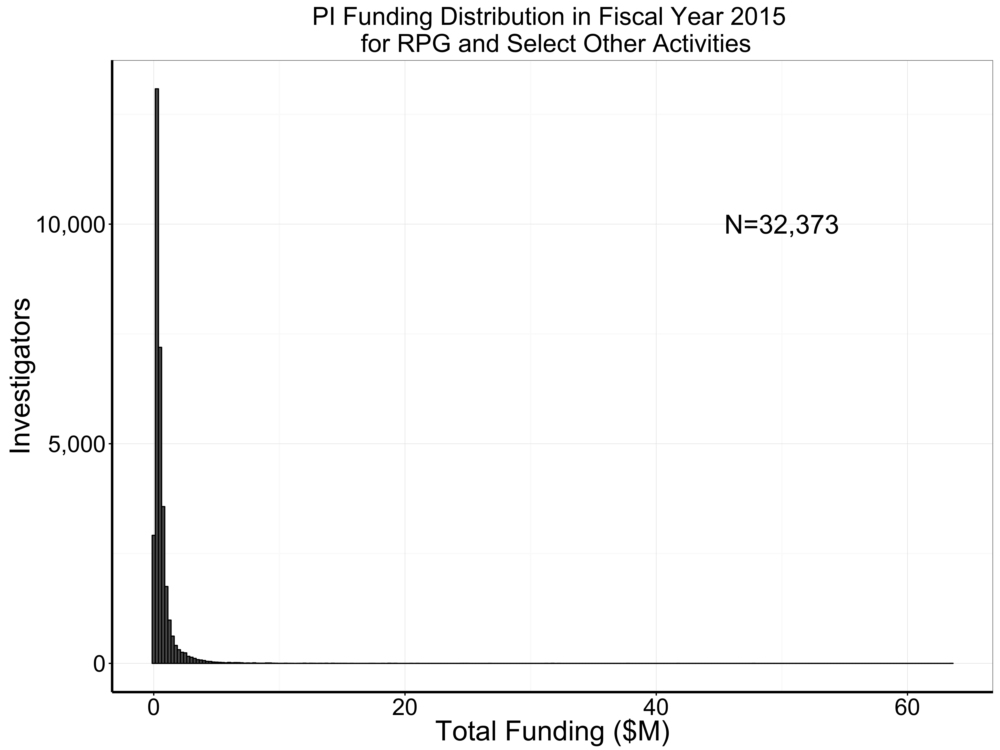 PI Funding Distribution in Fiscal Year 2015
for RPG and Select Other Activities
N=32,373
Investigators
10,000
5,000
0
0
20
40
60
Total Funding ($M)